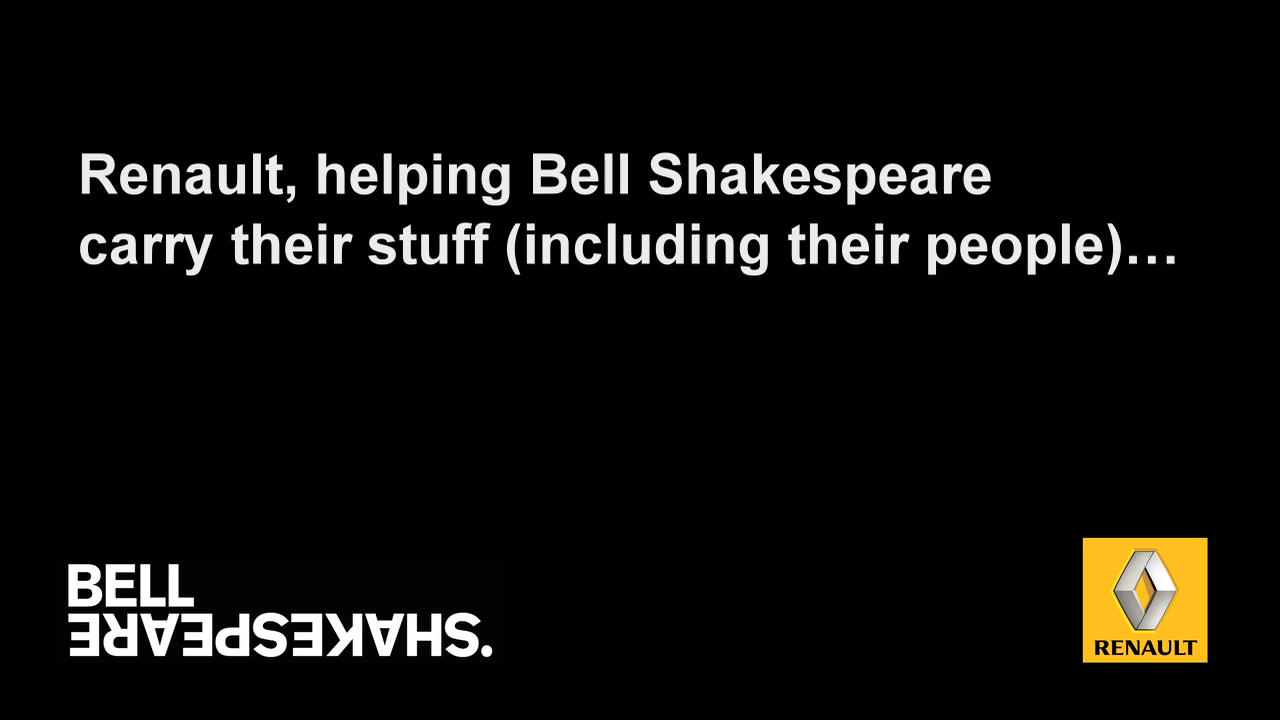 Renault, helping Bell Shakespeare
carry their stuff (including their people)…
BELL
SHAKESPEARE.
RENAULT